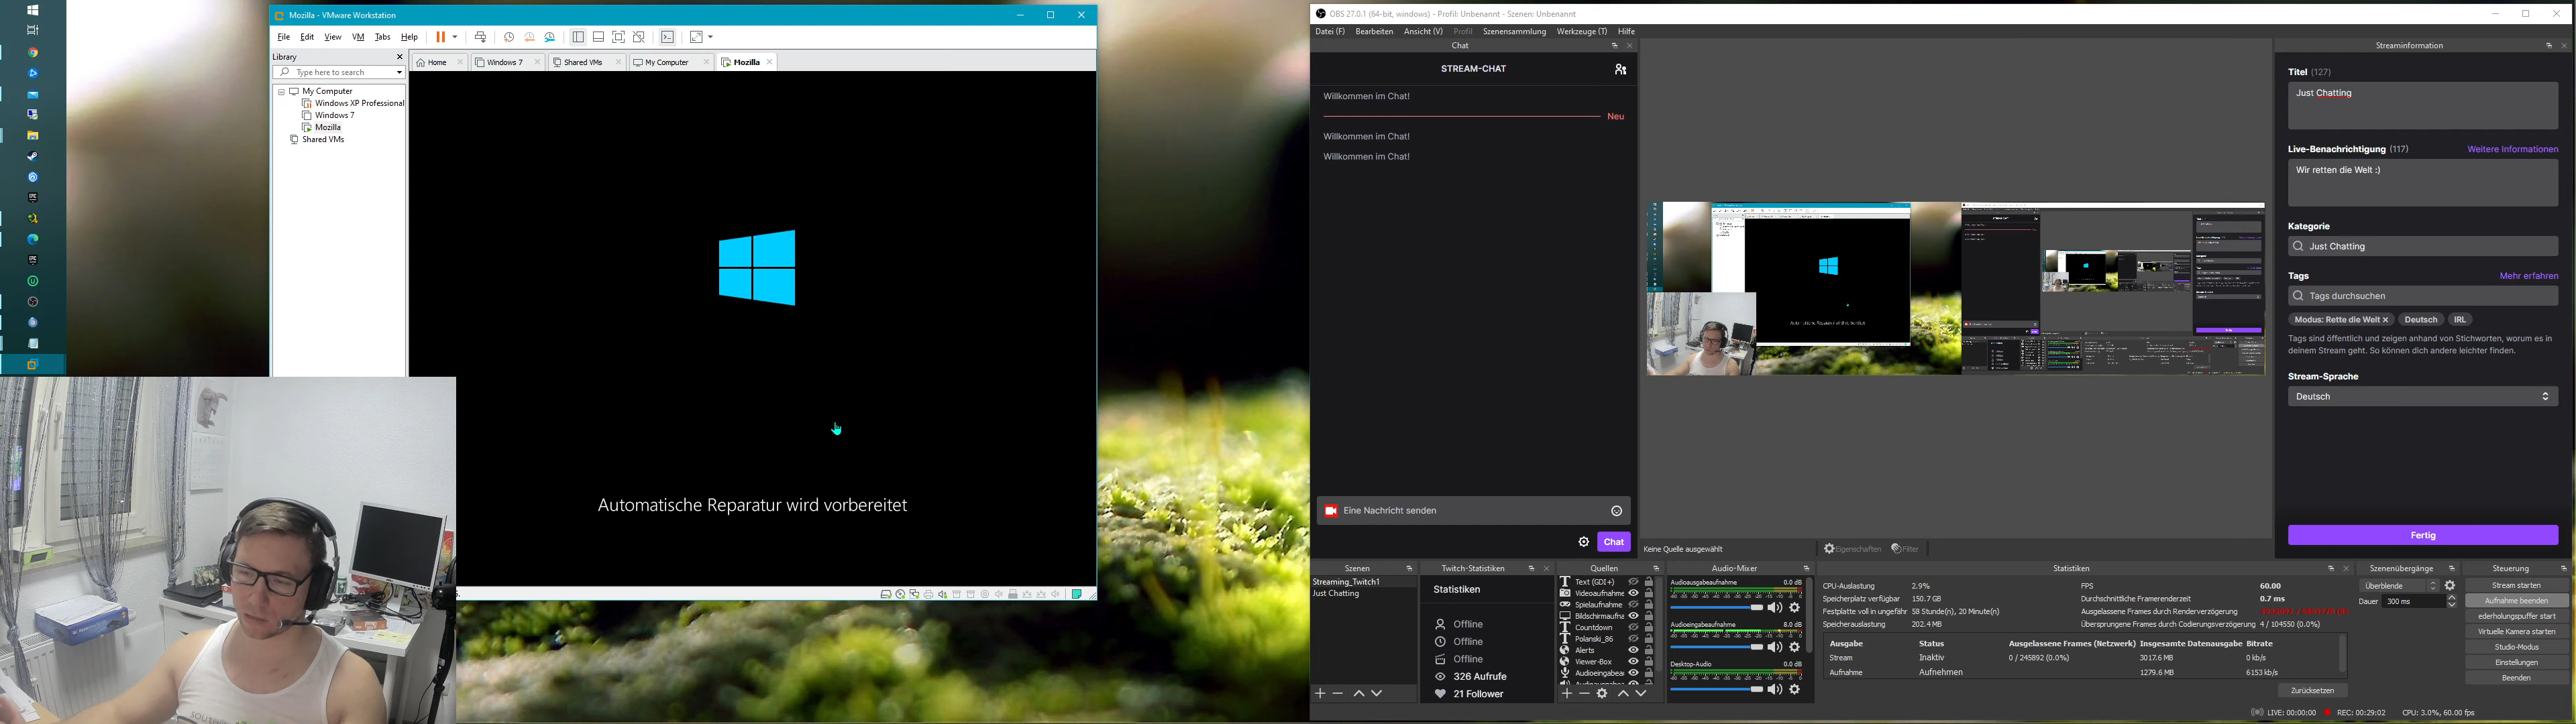 Mozilla - VMware Workstation
File Edit View VM Tabs Help
Library
Type here to search
My Computer
Windows XP Professional
Windows 7
Mozilla
Shared VMs
Home
Windows 7
Shared VMs
My Computer
Mozilla
Automatische Reparatur wird vorbereitet
OBS 27.0.1 (64-bit, windows) - Profil: Unbenannt - Szenen: Unbenannt
Datei (F) Bearbeiten Ansicht (V) Profil Szenensammlung Werkzeuge (T) Hilfe
Chat
STREAM-CHAT
Willkommen im Chat!
Neu
Willkommen im Chat!
Willkommen im Chat!
Eine Nachricht senden
Chat
Streaminformation
Titel (127)
Just Chatting
Live-Benachrichtigung (117) Weitere Informationen
Wir retten die Welt :)
Kategorie
Just Chatting
Tags Mehr erfahren
Tags durchsuchen
Modus: Rette die Welt Deutsch IRL
Tags sind öffentlich und zeigen anhand von Stichworten, worum es in
deinem Stream geht. So können dich andere leichter finden.
Stream-Sprache
Deutsch
Fertig
Keine Quelle ausgewählt Eigenschaften Filter
Szenen
Streaming_Twitch1
Just Chatting
Twitch-Statistiken
Statistiken
Offline
Offline
Offline
326 Aufrufe
21 Follower
Quellen
Text (GDI+)
Videoaufnahme
Spielaufnahme
Bildschirmaufna
Countdown
Polanski_86
Alerts
Viewer-Box
Audioeingabea
Audio-Mixer
Audioausgabeaufnahme 0.0 dB
Audioeingabeaufnahme 8.0 dB
Desktop-Audio 0.0 dB
Statistiken
CPU-Auslastung 2.9%
Speicherplatz verfügbar 150.7 GB
Festplatte voll in ungefähr 58 Stunde(n), 20 Minute(n)
Speicherauslastung 202.4 MB
FPS 60.00
Durchschnittliche Framerenderzeit 0.7 ms
Ausgelassene Frames durch Renderverzögerung
Übersprungene Frames durch Codierungsverzögerung 4 / 104550 (0.0%)
Ausgabe Status Ausgelassene Frames (Netzwerk) Insgesamte Datenausgabe Bitrate
Stream Inaktiv 0 / 245892 (0.0%) 3017.6 MB 0 kb/s
Aufnahme Aufnehmen 1279.6 MB 6153 kb/s
Zurücksetzen
Szenenübergänge
Überblende
Dauer 300 ms
Steuerung
Stream starten
Aufnahme beenden
ederholungspuffer start
Virtuelle Kamera starten
Studio-Modus
Einstellungen
Beenden
LIVE: 00:00:00 REC: 00:29:02 CPU: 3.0%, 60.00 fps